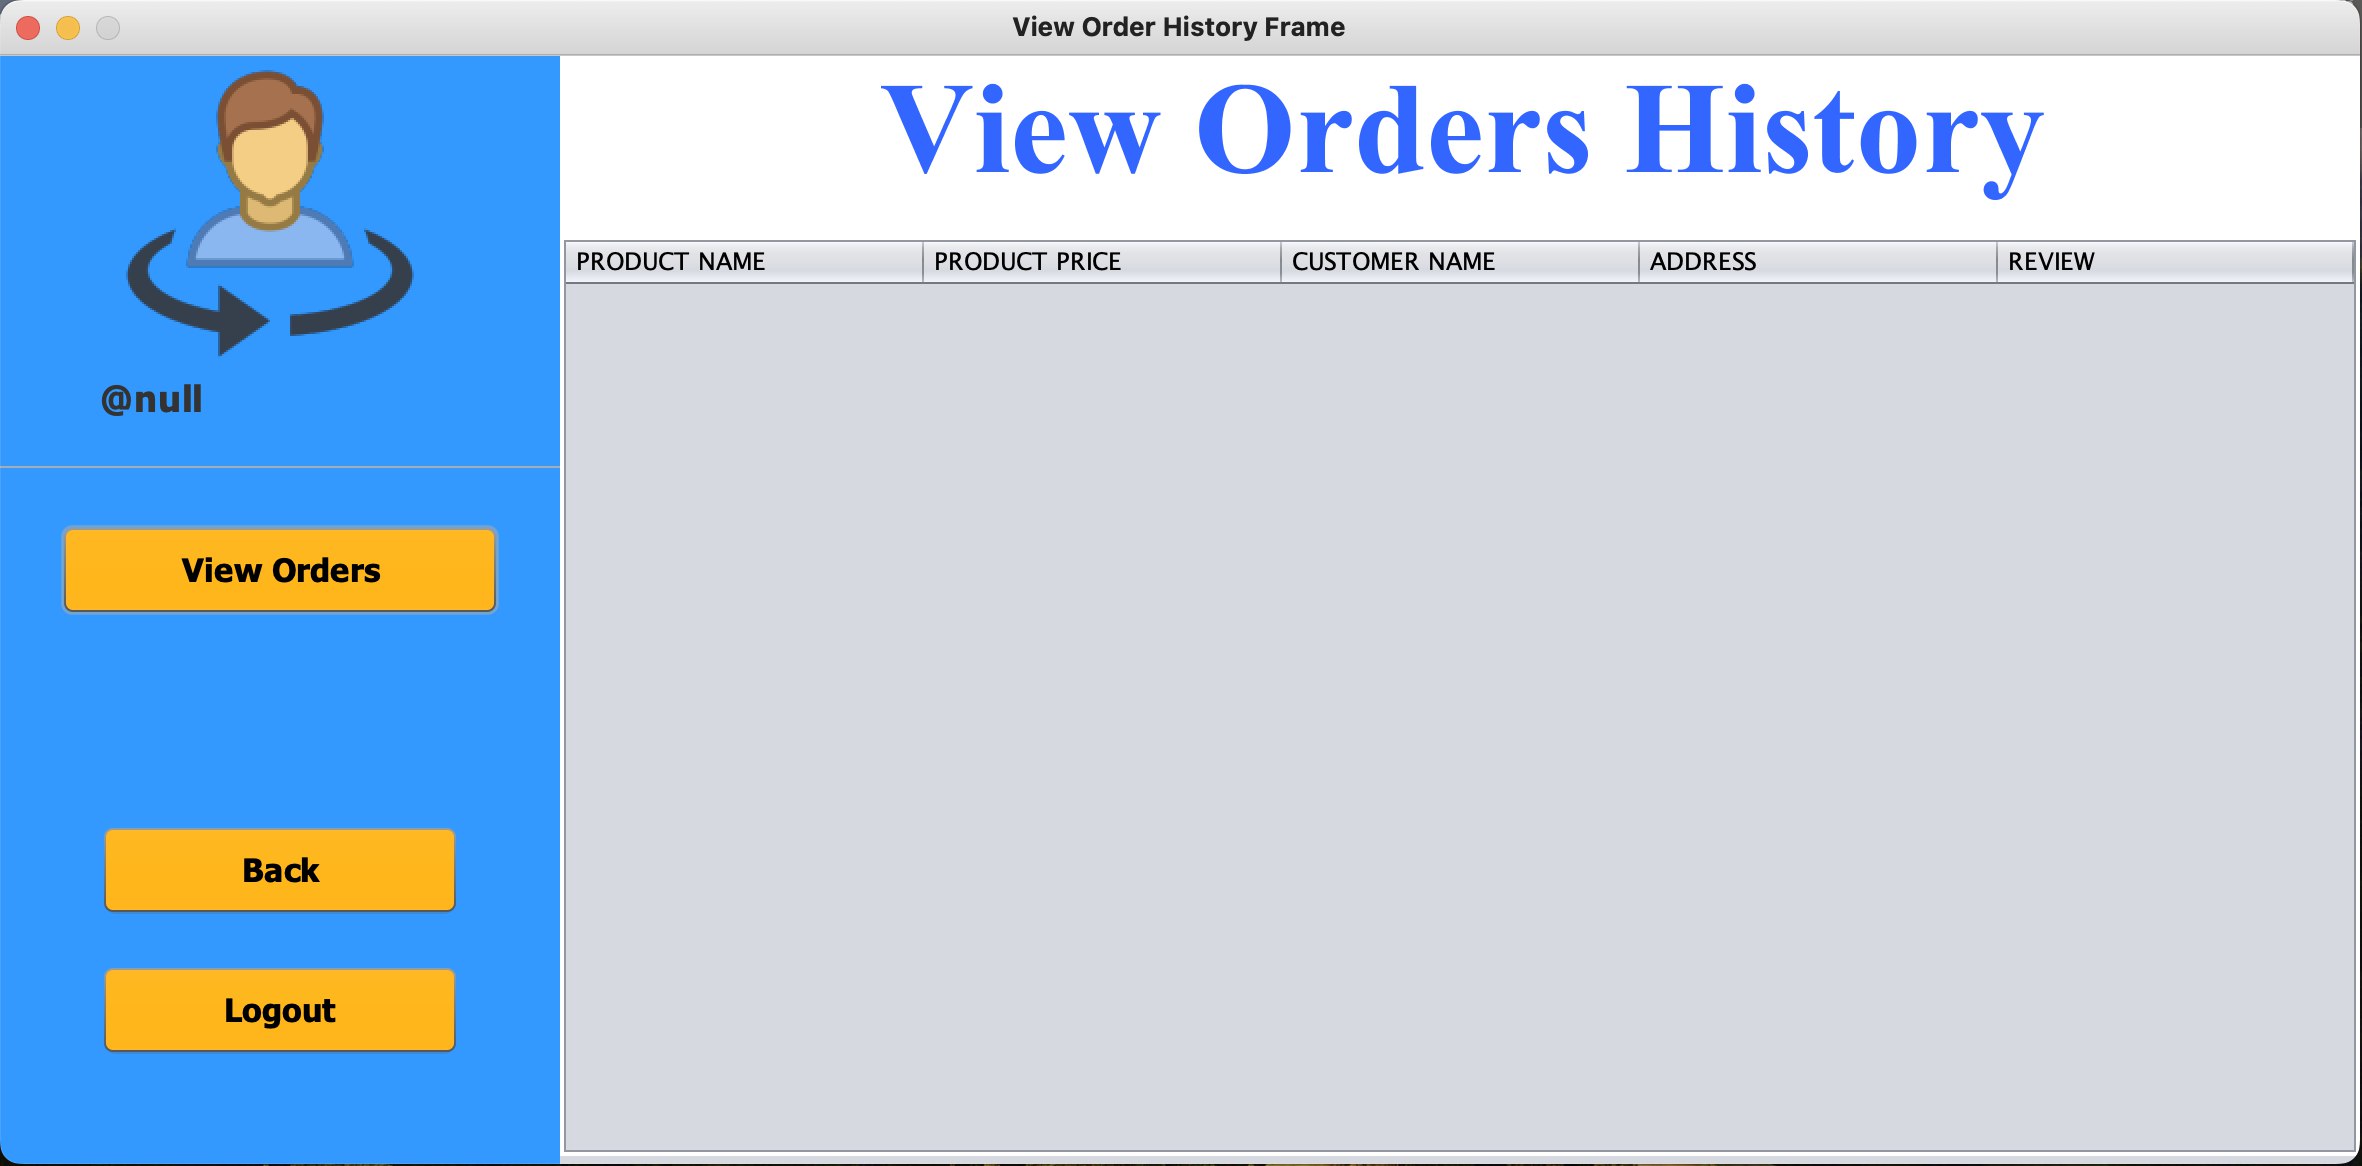 View Order History Frame
View Orders History
@null
PRODUCT NAME PRODUCT PRICE CUSTOMER NAME ADDRESS REVIEW
View Orders
Back
Logout